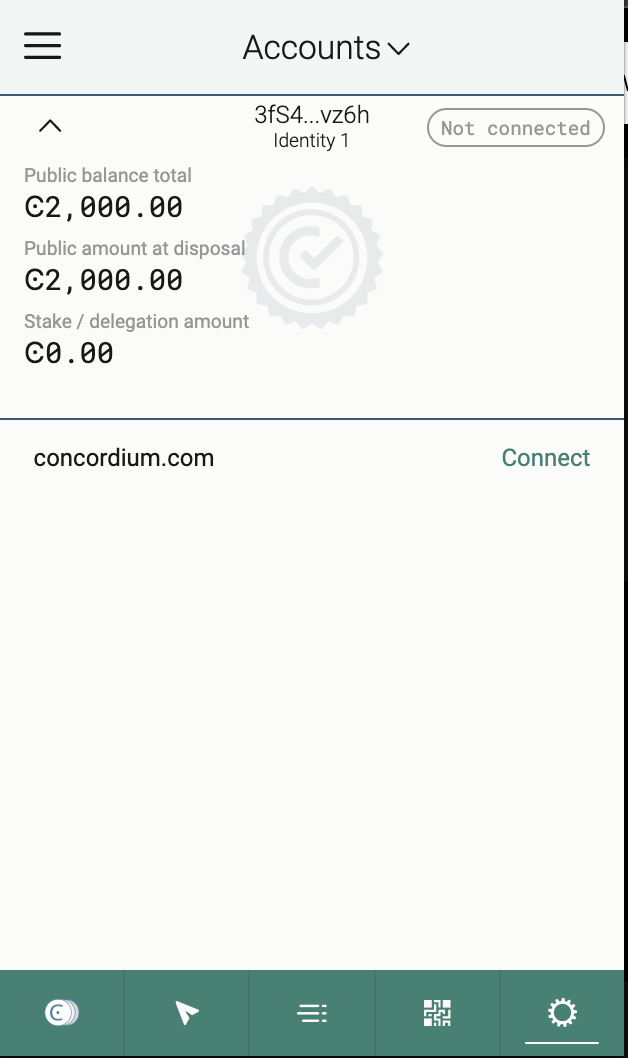 Accounts
3fS4...vz6h
Identity 1
Not connected
Public balance total
ͼ2,000.00
Public amount at disposal
ͼ2,000.00
Stake / delegation amount
ͼ0.00
concordium.com
Connect